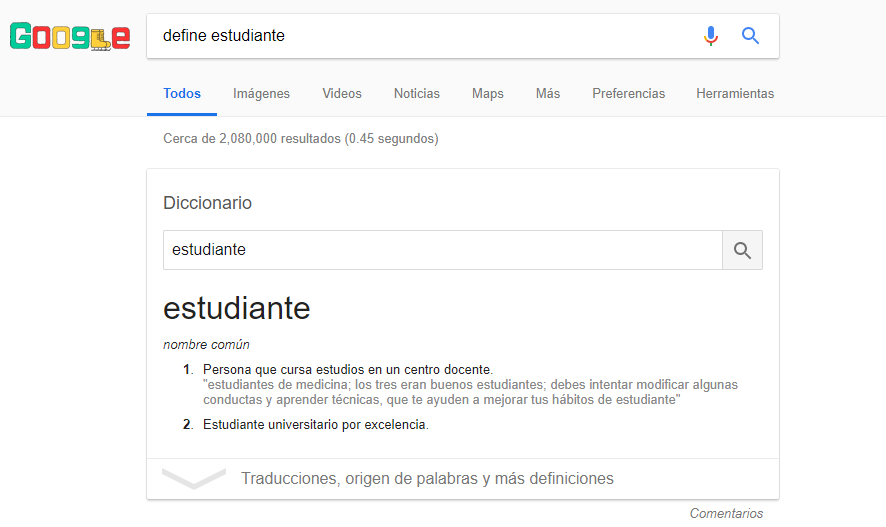 Google
define estudiante
Todos Imágenes Videos Noticias Maps Más Preferencias Herramientas
Cerca de 2,080,000 resultados (0.45 segundos)
Diccionario
estudiante
estudiante
nombre común
1. Persona que cursa estudios en un centro docente.
"estudiantes de medicina; los tres eran buenos estudiantes; debes intentar modificar algunas
conductas y aprender técnicas, que te ayuden a mejorar tus hábitos de estudiante"
2. Estudiante universitario por excelencia.
Traducciones, origen de palabras y más definiciones
Comentarios